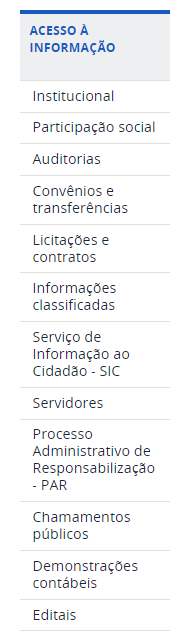 ACESSO À
INFORMAÇÃO
Institucional
Participação social
Auditorias
Convênios e
transferências
Licitações e
contratos
Informações
classificadas
Serviço de
Informação ao
Cidadão - SIC
Servidores
Processo
Administrativo de
Responsabilização
- PAR
Chamamentos
públicos
Demonstrações
contábeis
Editais